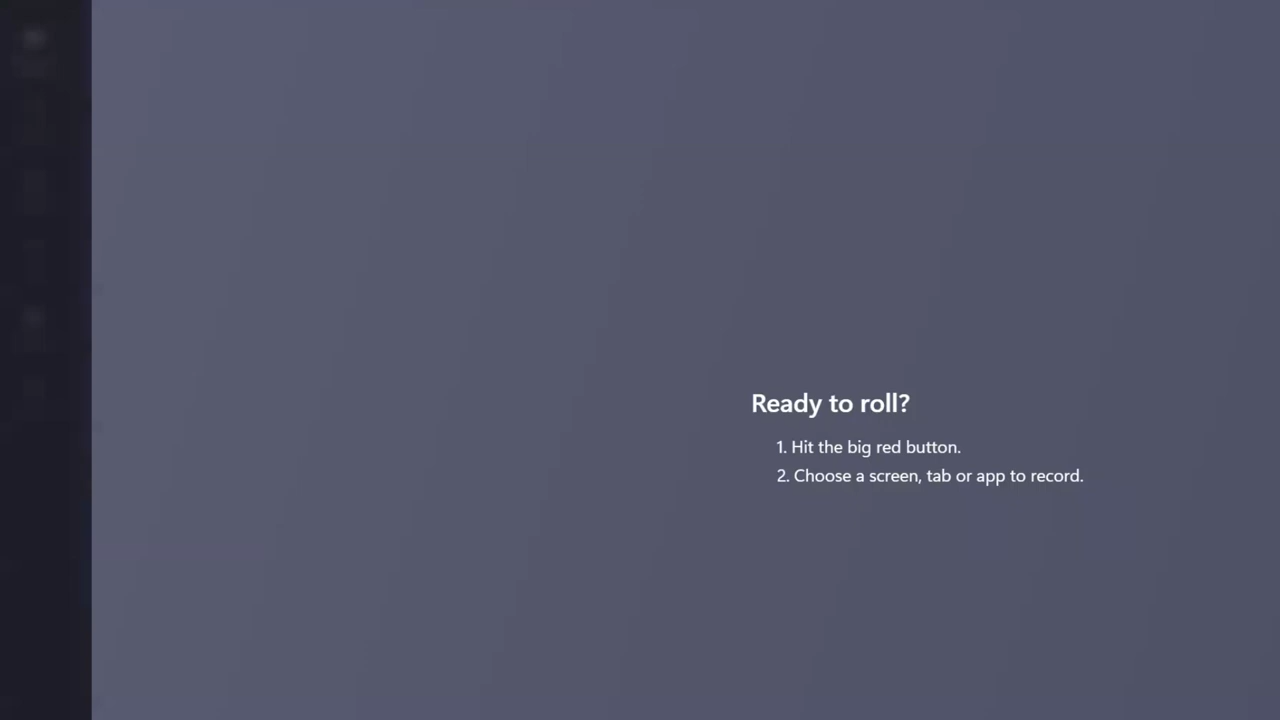 Ready to roll?
1. Hit the big red button.
2. Choose a screen, tab or app to record.